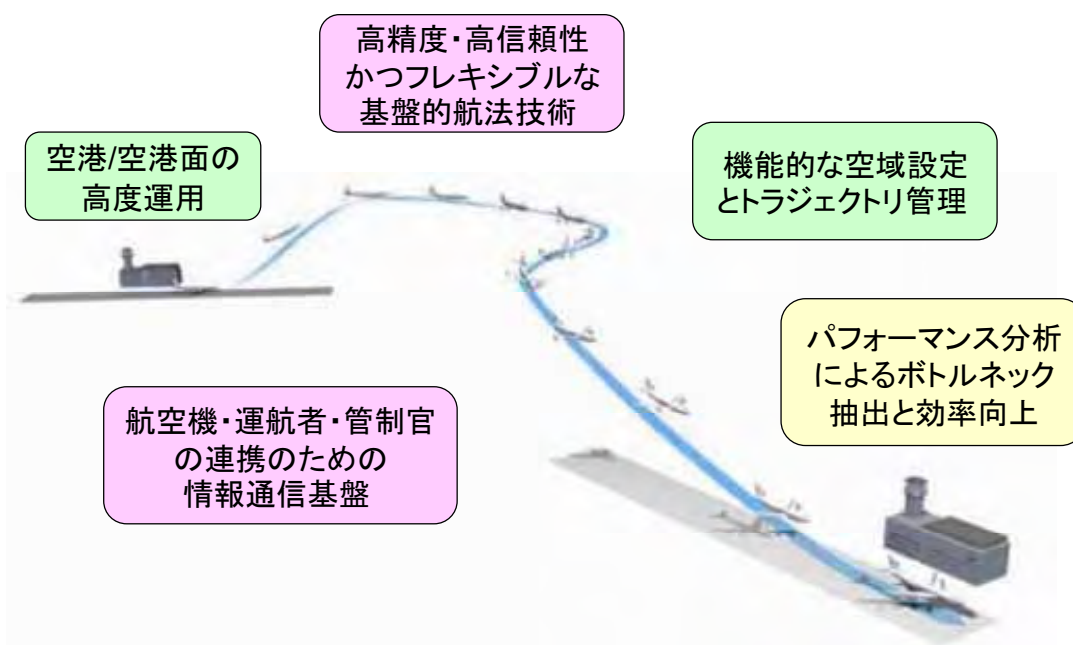 高精度・高信頼性
かつフレキシブルな
基盤的航法技術
空港/空港面の
高度運用
機能的な空域設定
とトラジェクトリ管理
パフォーマンス分析
によるボトルネック
抽出と効率向上
航空機・運航者・管制官
の連携のための
情報通信基盤